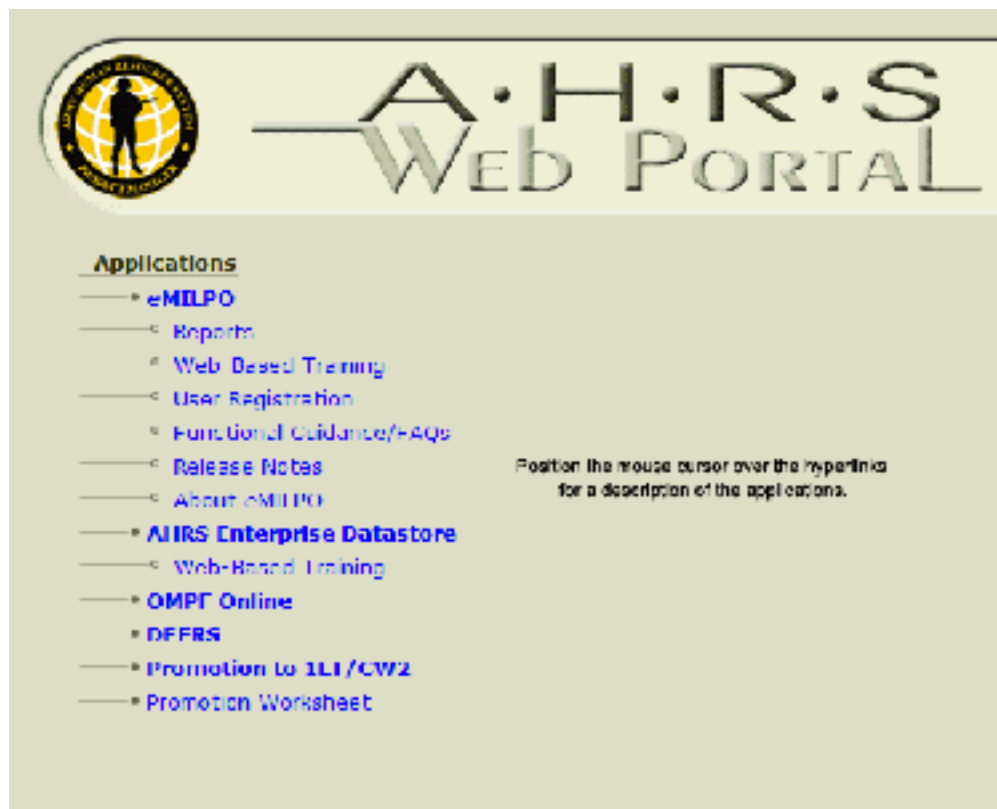 A·H·R·S
Web Portal
Applications
eMILPO
Reports
Web-Based Training
User Registration
Functional Guidance/FAQs
Release Notes
About eMILPO
Position the mouse cursor over the hyperlinks
for a description of the applications.
AHRS Enterprise Datastore
Web-Based Training
OMPF Online
DEERS
Promotion to 1LT/CW2
Promotion Worksheet